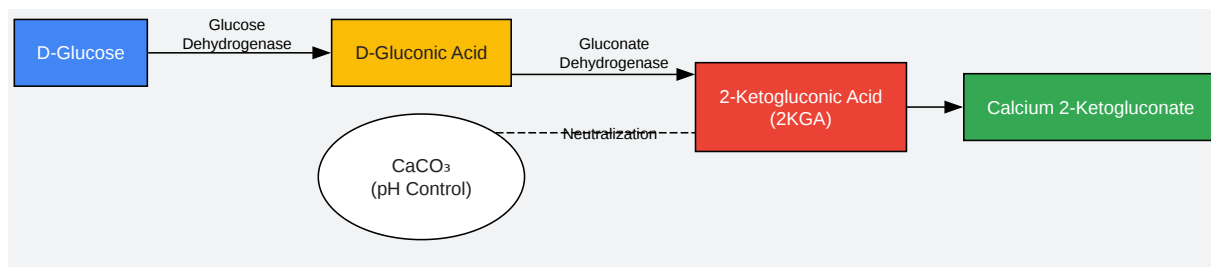 D-Glucose
Glucose
Dehydrogenase
D-Gluconic Acid
Gluconate
Dehydrogenase
2-Ketogluconic Acid
(2KGA)
Calcium 2-Ketogluconate
Neutralization
CaCO₃
(pH Control)